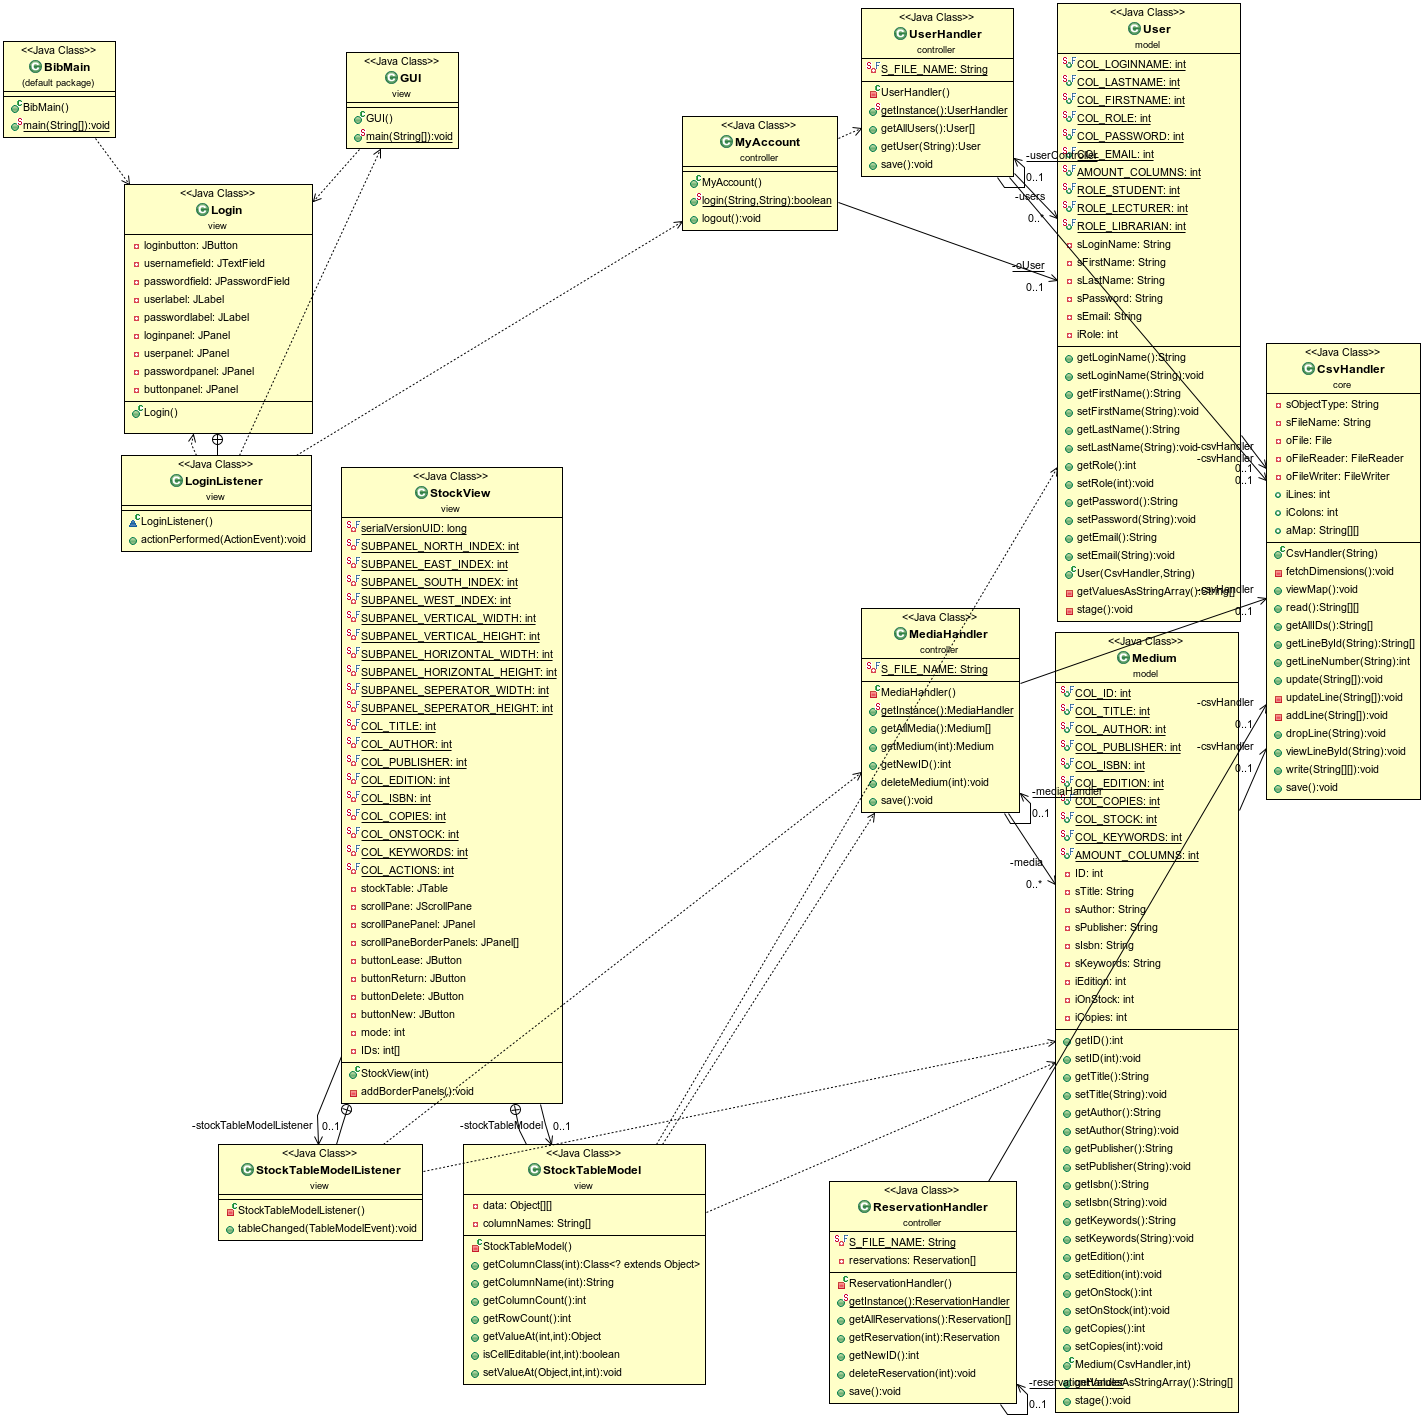 <<Java Class>>
BibMain
(default package)
BibMain()
main(String[]):void
<<Java Class>>
GUI
view
GUI()
main(String[]):void
<<Java Class>>
Login
view
loginbutton: JButton
usernamefield: JTextField
passwordfield: JPasswordField
userlabel: JLabel
passwordlabel: JLabel
loginpanel: JPanel
userpanel: JPanel
passwordpanel: JPanel
buttonpanel: JPanel
Login()
<<Java Class>>
LoginListener
view
LoginListener()
actionPerformed(ActionEvent):void
<<Java Class>>
MyAccount
controller
MyAccount()
login(String,String):boolean
logout():void
<<Java Class>>
UserHandler
controller
S_FILE_NAME: String
UserHandler()
getInstance():UserHandler
getAllUsers():User[]
getUser(String):User
save():void
-userController
0..1
-users
0..*
-oUser
0..1
<<Java Class>>
User
model
COL_LOGINNAME: int
COL_LASTNAME: int
COL_FIRSTNAME: int
COL_ROLE: int
COL_PASSWORD: int
COL_EMAIL: int
AMOUNT_COLUMNS: int
ROLE_STUDENT: int
ROLE_LECTURER: int
ROLE_LIBRARIAN: int
sLoginName: String
sFirstName: String
sLastName: String
sPassword: String
sEmail: String
iRole: int
getLoginName():String
setLoginName(String):void
getFirstName():String
setFirstName(String):void
getLastName():String
setLastName(String):void
getRole():int
setRole(int):void
getPassword():String
setPassword(String):void
getEmail():String
setEmail(String):void
User(CsvHandler,String)
getValuesAsStringArray():String[]
stage():void
-csvHandler
-csvHandler
0..1
0..1
-csvHandler
0..1
-csvHandler
0..1
-csvHandler
0..1
<<Java Class>>
CsvHandler
core
sObjectType: String
sFileName: String
oFile: File
oFileReader: FileReader
oFileWriter: FileWriter
iLines: int
iColons: int
aMap: String[][]
CsvHandler(String)
fetchDimensions():void
viewMap():void
read():String[][]
getAllIDs():String[]
getLineById(String):String[]
getLineNumber(String):int
update(String[]):void
updateLine(String[]):void
addLine(String[]):void
dropLine(String):void
viewLineById(String):void
write(String[][]):void
save():void
<<Java Class>>
StockView
view
serialVersionUID: long
SUBPANEL_NORTH_INDEX: int
SUBPANEL_EAST_INDEX: int
SUBPANEL_SOUTH_INDEX: int
SUBPANEL_WEST_INDEX: int
SUBPANEL_VERTICAL_WIDTH: int
SUBPANEL_VERTICAL_HEIGHT: int
SUBPANEL_HORIZONTAL_WIDTH: int
SUBPANEL_HORIZONTAL_HEIGHT: int
SUBPANEL_SEPERATOR_WIDTH: int
SUBPANEL_SEPERATOR_HEIGHT: int
COL_TITLE: int
COL_AUTHOR: int
COL_PUBLISHER: int
COL_EDITION: int
COL_ISBN: int
COL_COPIES: int
COL_ONSTOCK: int
COL_KEYWORDS: int
COL_ACTIONS: int
stockTable: JTable
scrollPane: JScrollPane
scrollPanePanel: JPanel
scrollPaneBorderPanels: JPanel[]
buttonLease: JButton
buttonReturn: JButton
buttonDelete: JButton
buttonNew: JButton
mode: int
IDs: int[]
StockView(int)
addBorderPanels():void
<<Java Class>>
MediaHandler
controller
S_FILE_NAME: String
MediaHandler()
getInstance():MediaHandler
getAllMedia():Medium[]
getMedium(int):Medium
getNewID():int
deleteMedium(int):void
save():void
-mediaHandler
0..1
-media
0..*
<<Java Class>>
Medium
model
COL_ID: int
COL_TITLE: int
COL_AUTHOR: int
COL_PUBLISHER: int
COL_ISBN: int
COL_EDITION: int
COL_COPIES: int
COL_STOCK: int
COL_KEYWORDS: int
AMOUNT_COLUMNS: int
ID: int
sTitle: String
sAuthor: String
sPublisher: String
sIsbn: String
sKeywords: String
iEdition: int
iOnStock: int
iCopies: int
getID():int
setID(int):void
getTitle():String
setTitle(String):void
getAuthor():String
setAuthor(String):void
getPublisher():String
setPublisher(String):void
getIsbn():String
setIsbn(String):void
getKeywords():String
setKeywords(String):void
getEdition():int
setEdition(int):void
getOnStock():int
setOnStock(int):void
getCopies():int
setCopies(int):void
Medium(CsvHandler,int)
getValuesAsStringArray():String[]
stage():void
-stockTableModelListener
0..1
-stockTableModel
0..1
<<Java Class>>
StockTableModelListener
view
StockTableModelListener()
tableChanged(TableModelEvent):void
<<Java Class>>
StockTableModel
view
data: Object[][]
columnNames: String[]
StockTableModel()
getColumnClass(int):Class<? extends Object>
getColumnName(int):String
getColumnCount():int
getRowCount():int
getValueAt(int,int):Object
isCellEditable(int,int):boolean
setValueAt(Object,int,int):void
<<Java Class>>
ReservationHandler
controller
S_FILE_NAME: String
reservations: Reservation[]
ReservationHandler()
getInstance():ReservationHandler
getAllReservations():Reservation[]
getReservation(int):Reservation
getNewID():int
deleteReservation(int):void
save():void
-reservationHandler
0..1